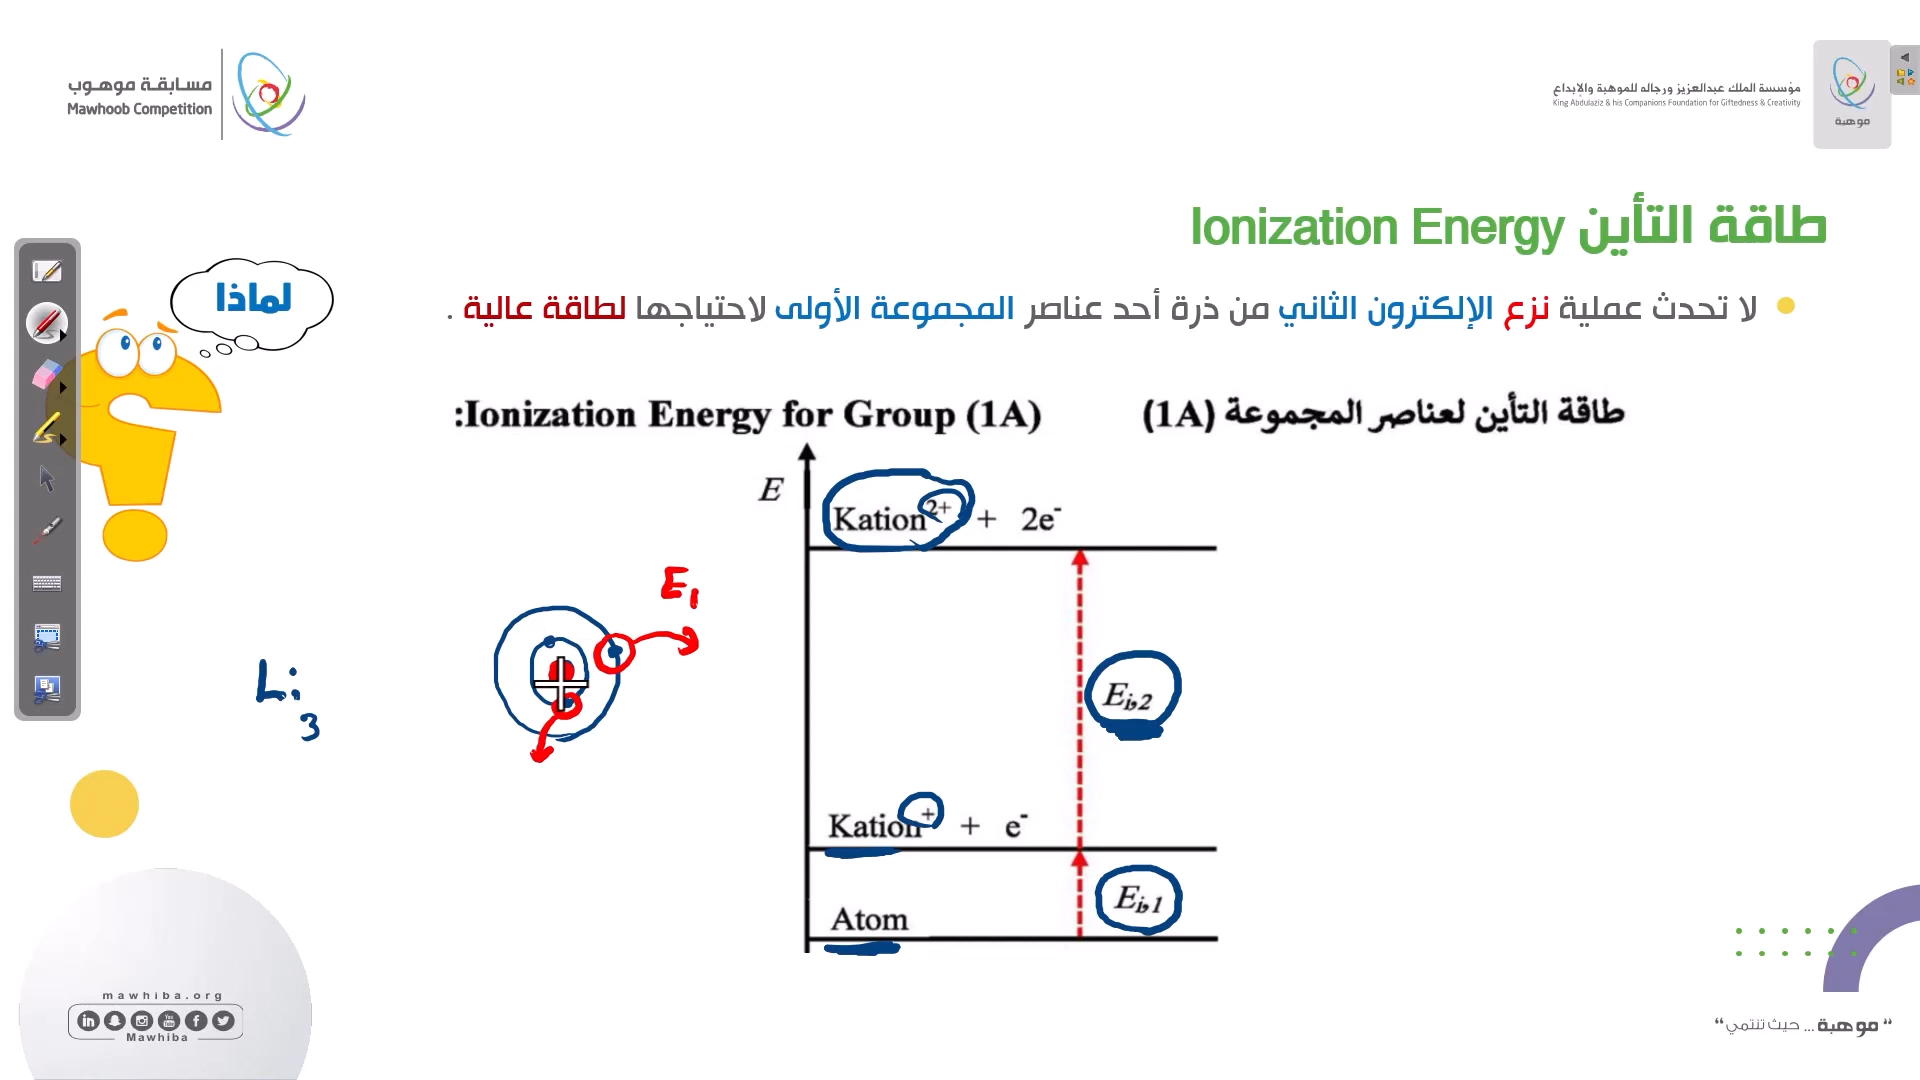 مسابقة موهوب
Mawhoob Competition
مؤسسة الملك عبدالعزيز ورجاله للموهبة والإبداع
King Abdulaziz & his Companions Foundation for Giftedness & Creativity
موهبة
طاقة التأين Ionization Energy
لماذا
لا تحدث عملية نزع الإلكترون الثاني من ذرة أحد عناصر المجموعة الأولى لاحتياجها لطاقة عالية .
طاقة التأين لعناصر المجموعة (1A)
:Ionization Energy for Group (1A)
E
Kation2+ + 2e-
E1
Li
3
Ei,2
Kation+ + e-
Ei,1
Atom
mawhiba.org
in You Tube f
Mawhiba
“موهبة ... حيث تنتمي”